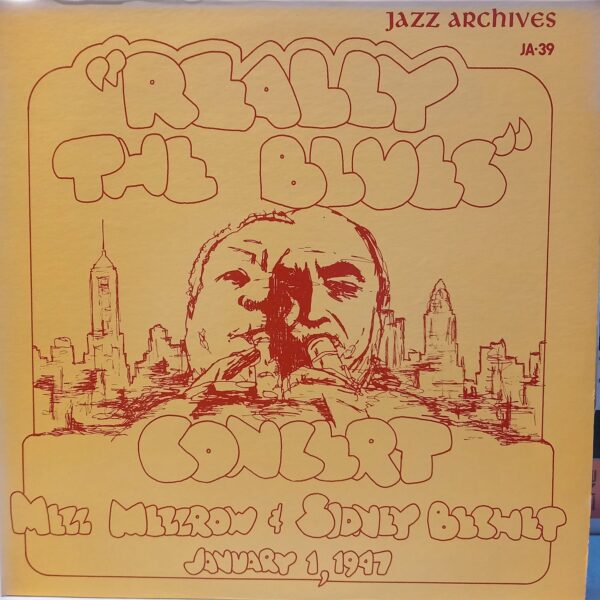 JAZZ ARCHIVES
JA-39
"REALLY
THE BLUES"
CONCERT
MEZZ MEZZROW & SIDNEY BECHET
JANUARY 1, 1947